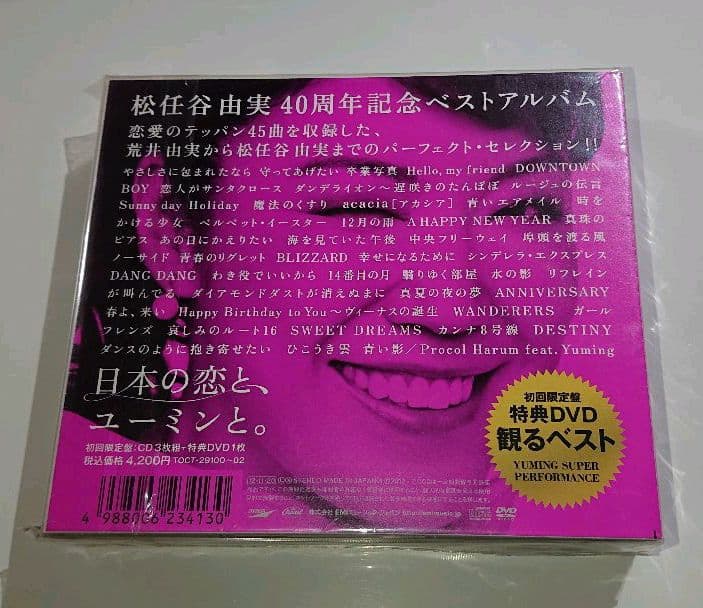 松任谷由実 40周年記念ベストアルバム
恋愛のテッパン45曲を収録した、
荒井由実から松任谷由実までのパーフェクト・セレクション!!
やさしさに包まれたなら 守ってあげたい 卒業写真 Hello, my friend DOWNTOWN
BOY 恋人がサンタクロース ダンデライオン〜遅咲きのたんぽぽ ルージュの伝言
Sunny day Holiday 魔法のくすり acacia[アカシア] 青いエアメイル 時を
かける少女 ベルベット・イースター 12月の雨 A HAPPY NEW YEAR 真珠の
ピアス あの日にかえりたい 海を見ていた午後 中央フリーウェイ 埠頭を渡る風
ノーサイド 青春のリグレット BLIZZARD 幸せになるために シンデレラ・エクスプレス
DANG DANG わき役でいいから 14番目の月 翳りゆく部屋 水の影 リフレイン
が叫んでる ダイアモンドダストが消えぬまに 真夏の夜の夢 ANNIVERSARY
春よ、来い Happy Birthday to You〜ヴィーナスの誕生 WANDERERS ガール
フレンズ 哀しみのルート16 SWEET DREAMS カンナ8号線 DESTINY
ダンスのように抱き寄せたい ひこうき雲 青い影/Procol Harum feat. Yuming
日本の恋と、
ユーミンと。
初回限定盤:CD3枚組+特典DVD1枚
税込価格 4,200円 TOCT-29100~02
初回限定盤
特典DVD
観るベスト
YUMING SUPER
PERFORMANCE
4 988006 234130